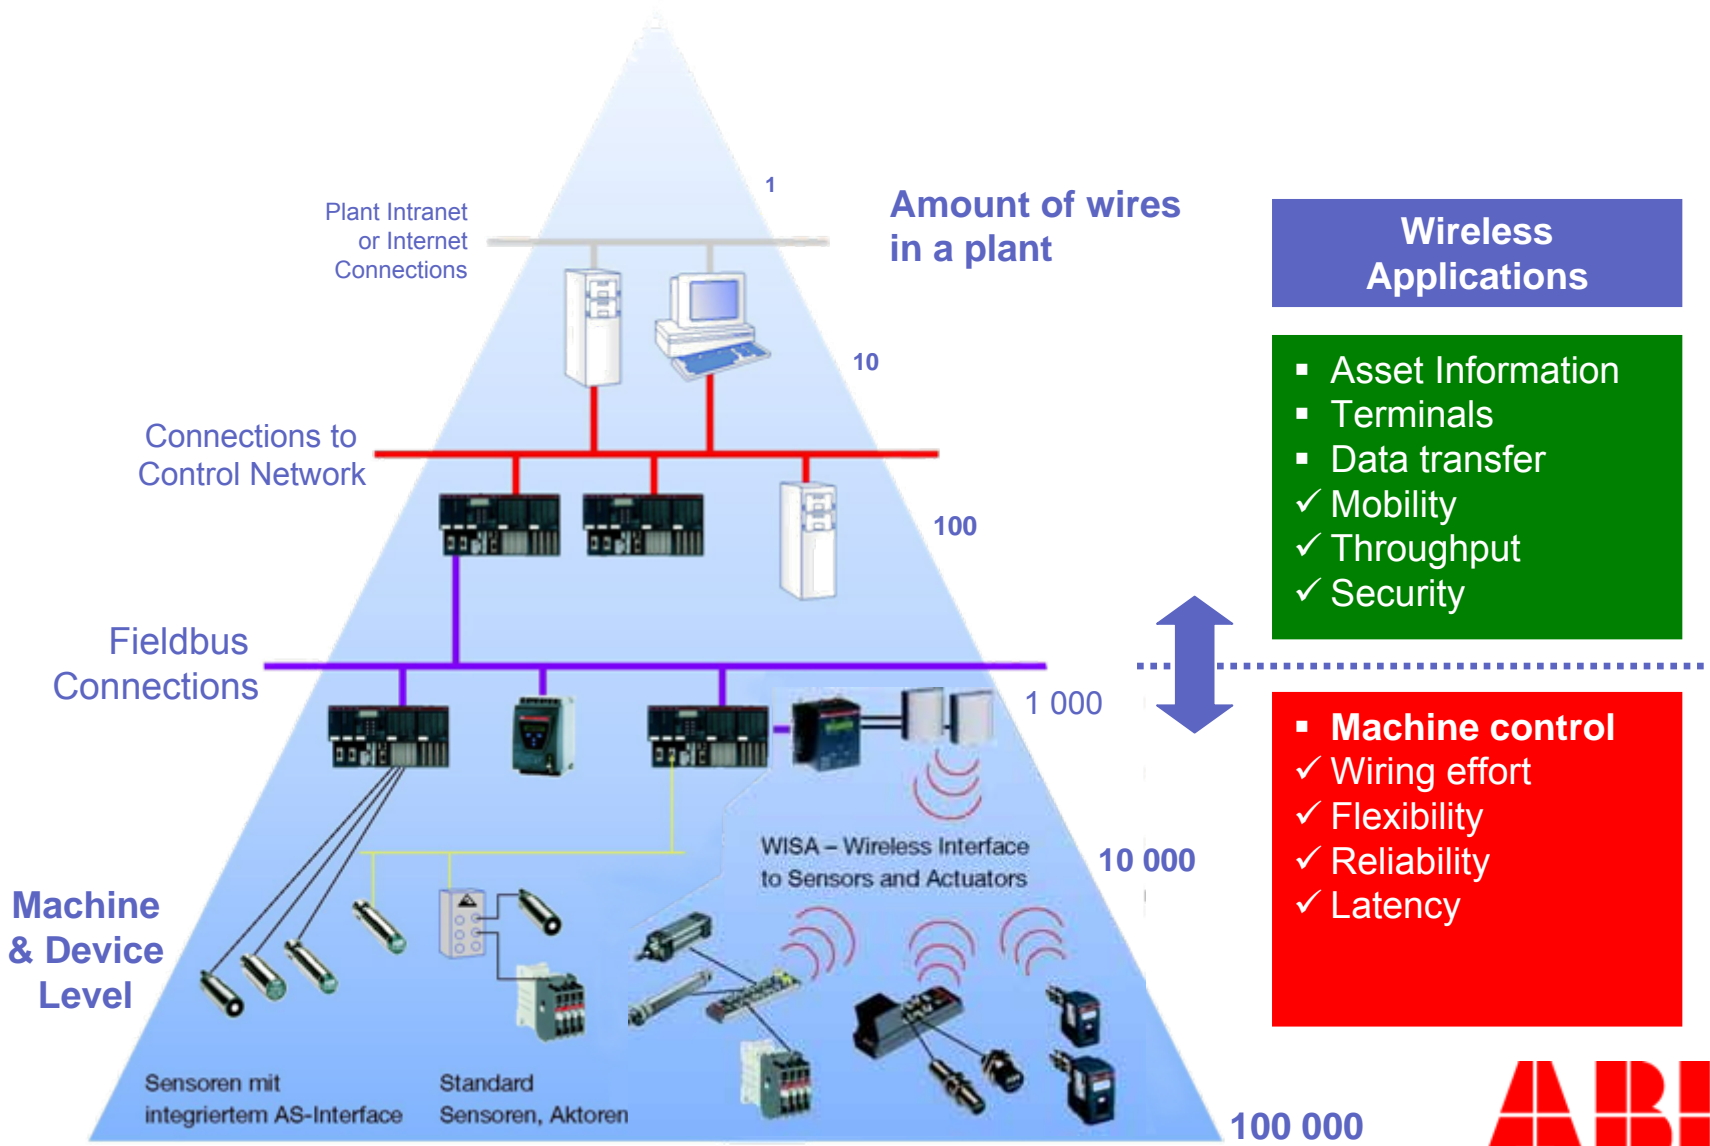 1
Plant Intranet
or Internet
Connections
Amount of wires
in a plant
10
Connections to
Control Network
100
Fieldbus
Connections
1 000
WISA – Wireless Interface
to Sensors and Actuators
10 000
Machine
& Device
Level
Sensoren mit
integriertem AS-Interface
Standard
Sensoren, Aktoren
100 000
Wireless
Applications
▪ Asset Information
▪ Terminals
▪ Data transfer
✓ Mobility
✓ Throughput
✓ Security
▪ Machine control
✓ Wiring effort
✓ Flexibility
✓ Reliability
✓ Latency